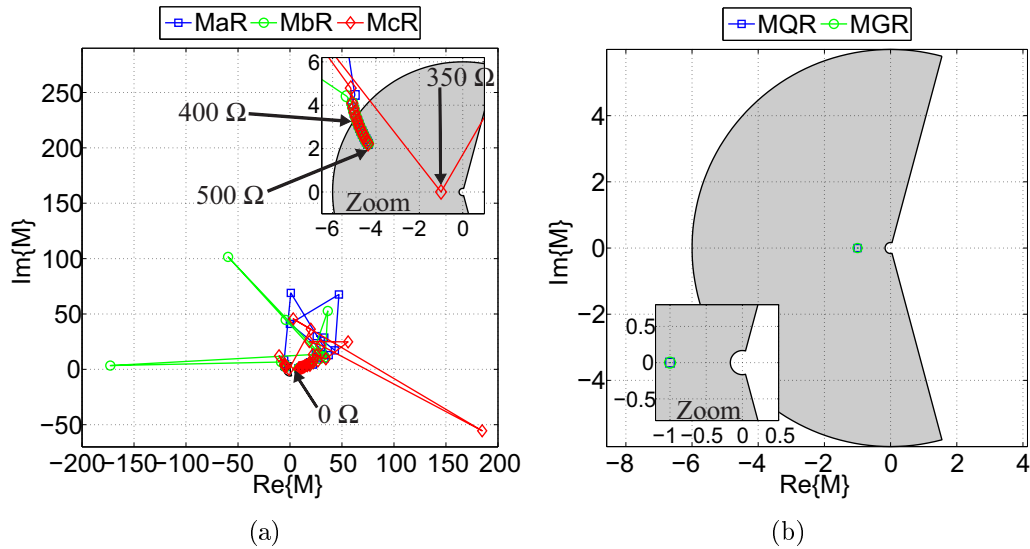 MaR MbR McR
Im{M}
250
200
150
100
50
0
−50
−200 −150 −100 −50 0 50 100 150 200
Re{M}
6
4
2
0
−6 −4 −2 0
350 Ω
400 Ω
500 Ω
Zoom
0 Ω
(a)
MQR MGR
Im{M}
4
2
0
−2
−4
−8 −6 −4 −2 0 2 4
Re{M}
0.5
0
−0.5
−1 −0.5 0 0.5
Zoom
(b)